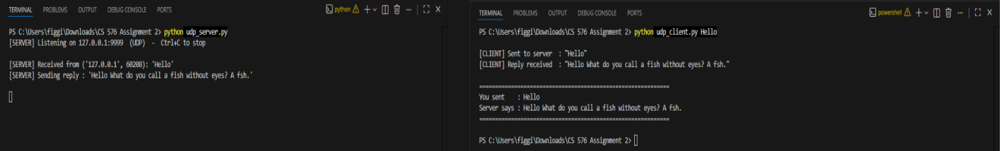 TERMINAL PROBLEMS OUTPUT DEBUG CONSOLE PORTS python
PS C:\Users\figgi\Downloads\CS 576 Assignment 2> python udp_server.py
[SERVER] Listening on 127.0.0.1:9999 (UDP) - Ctrl+C to stop
[SERVER] Received from ('127.0.0.1', 60208): 'Hello'
[SERVER] Sending reply : 'Hello What do you call a fish without eyes? A fsh.'
TERMINAL PROBLEMS OUTPUT DEBUG CONSOLE PORTS powershell
PS C:\Users\figgi\Downloads\CS 576 Assignment 2> python udp_client.py Hello
[CLIENT] Sent to server : "Hello"
[CLIENT] Reply received : "Hello What do you call a fish without eyes? A fsh."
============================================================
You sent : Hello
Server says : Hello What do you call a fish without eyes? A fsh.
============================================================
PS C:\Users\figgi\Downloads\CS 576 Assignment 2>